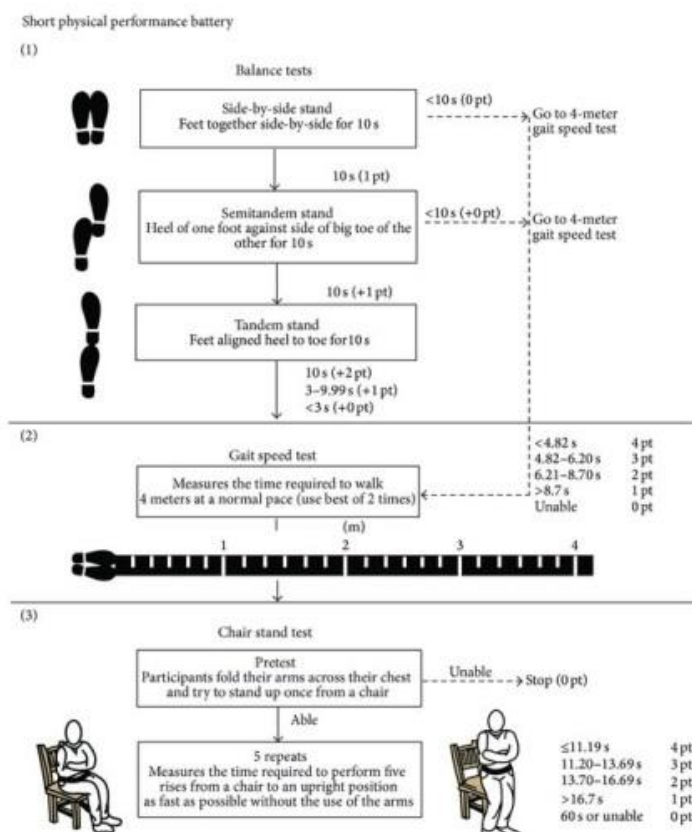 Short physical performance battery
(1)
Balance tests
Side-by-side stand
Feet together side-by-side for 10 s
<10 s (0 pt)
Go to 4-meter
gait speed test
10 s (1 pt)
Semitandem stand
Heel of one foot against side of big toe of the
other for 10 s
<10 s (+0 pt)
Go to 4-meter
gait speed test
10 s (+1 pt)
Tandem stand
Feet aligned heel to toe for10 s
10 s (+2 pt)
3–9.99 s (+1 pt)
<3 s (+0 pt)
(2)
Gait speed test
Measures the time required to walk
4 meters at a normal pace (use best of 2 times)
<4.82 s 4 pt
4.82–6.20 s 3 pt
6.21–8.70 s 2 pt
>8.7 s 1 pt
Unable 0 pt
(m)
1 2 3 4
(3)
Chair stand test
Pretest
Participants fold their arms across their chest
and try to stand up once from a chair
Unable
Stop (0 pt)
Able
5 repeats
Measures the time required to perform five
rises from a chair to an upright position
as fast as possible without the use of the arms
≤11.19 s 4 pt
11.20–13.69 s 3 pt
13.70–16.69 s 2 pt
>16.7 s 1 pt
60 s or unable 0 pt